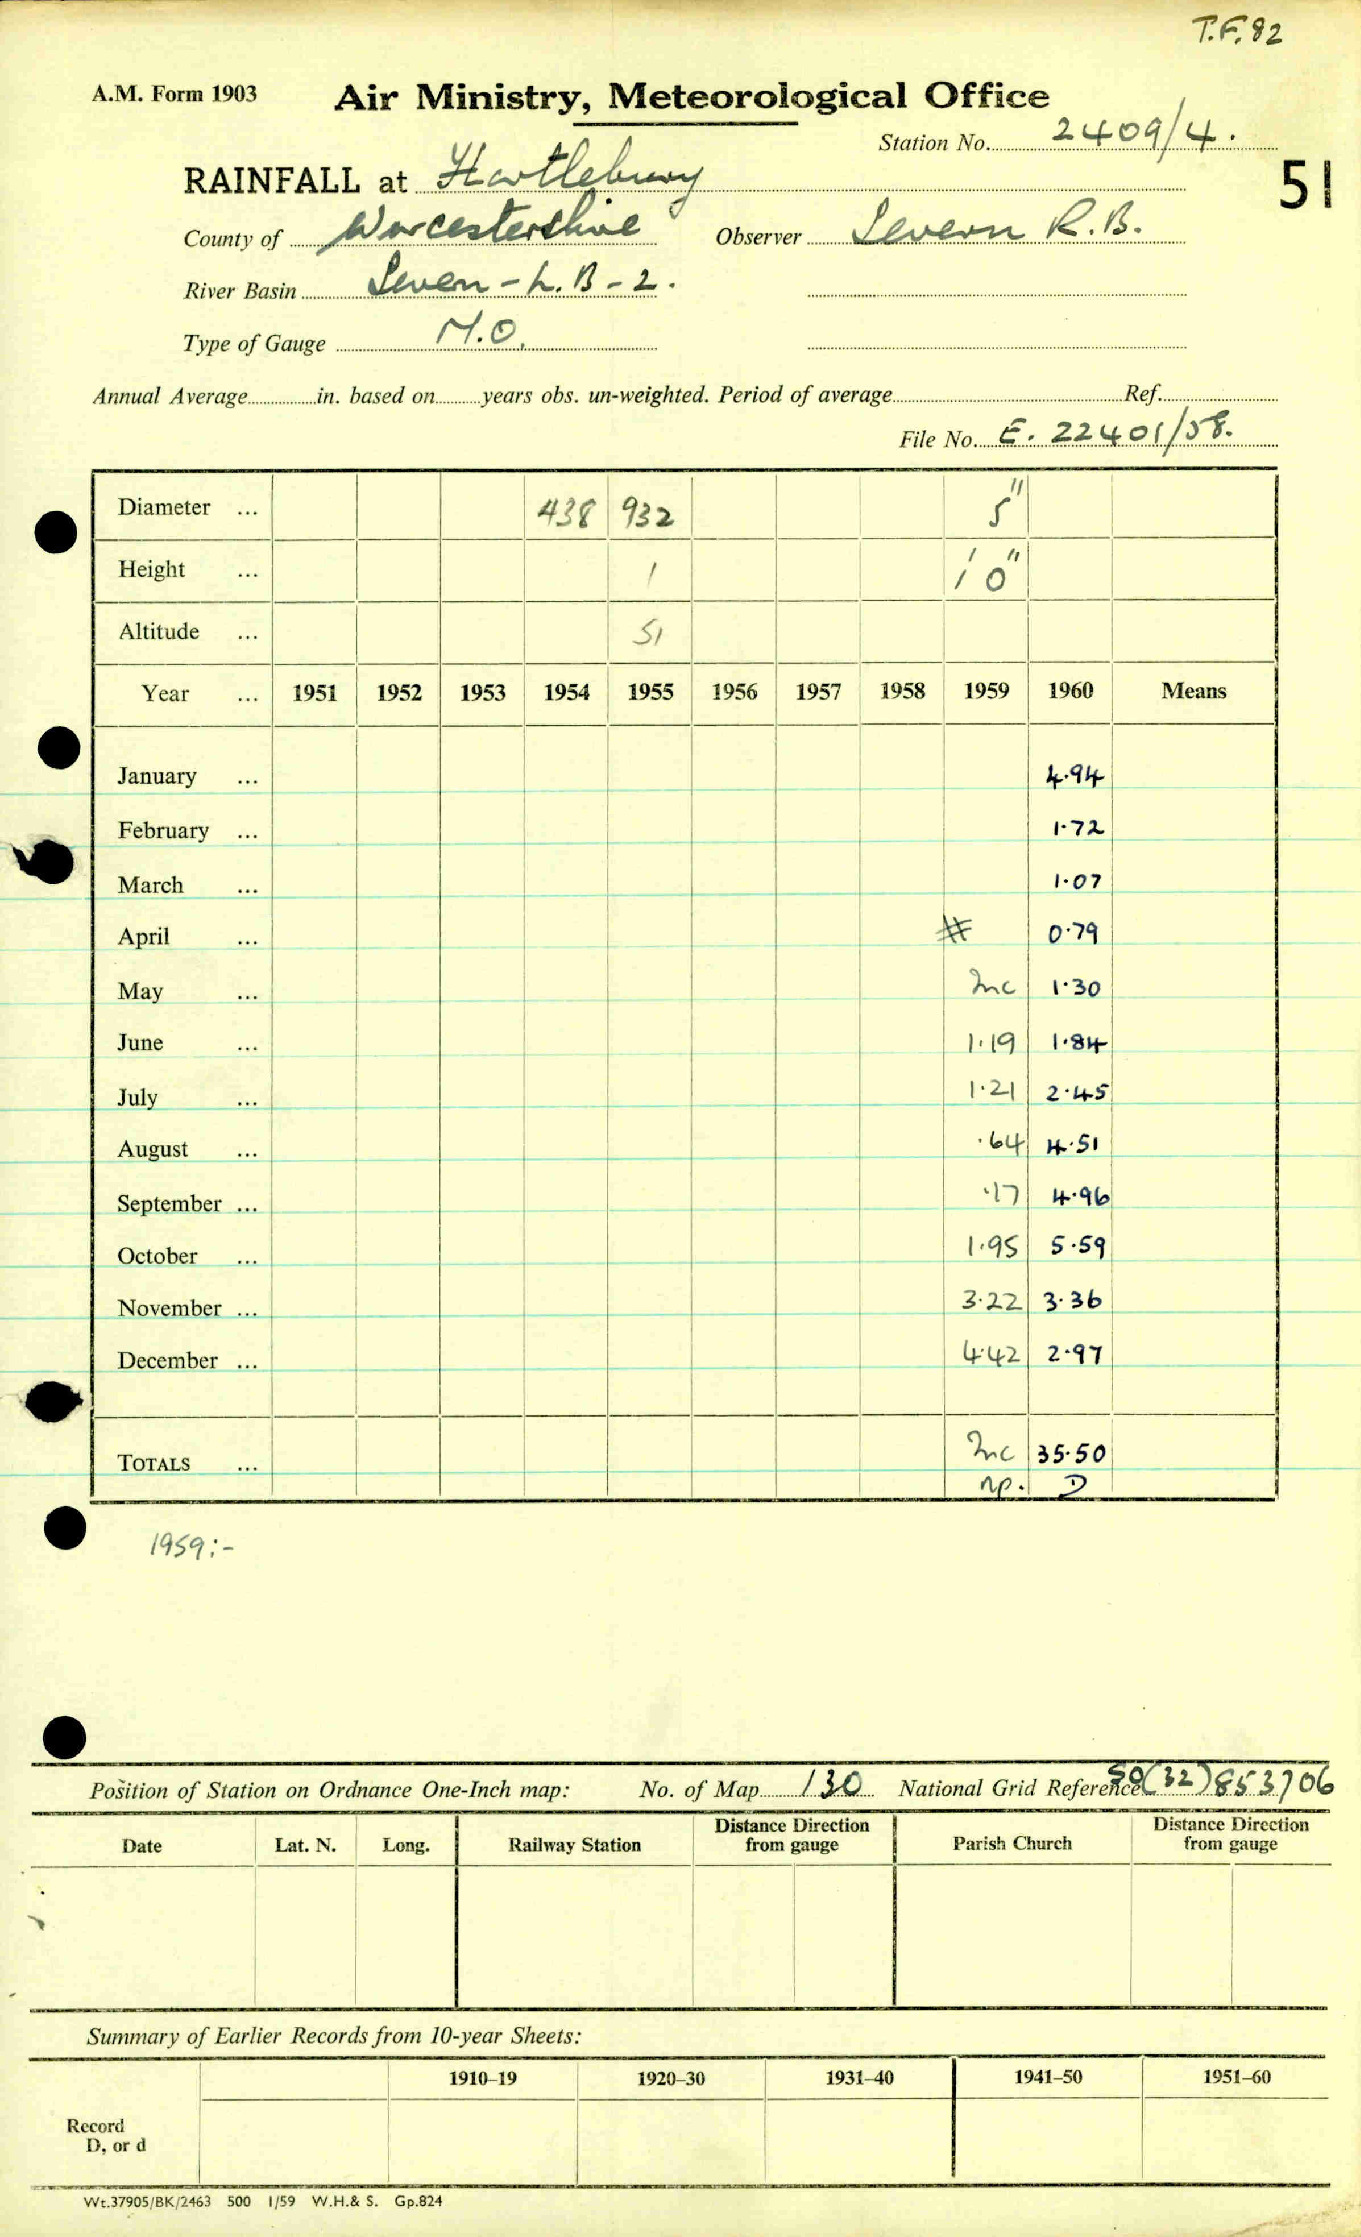 T.F. 82
A.M. Form 1903 Air Ministry, Meteorological Office
Station No. 2409/4.
51
RAINFALL at Hartlebury
County of Worcestershire Observer Severn R.B.
River Basin Severn - L.B - 2.
Type of Gauge M.O.
Annual Average in. based on years obs. un-weighted. Period of average Ref.
File No. E. 22401/58.
Diameter ... 438 932 5"
Height ... 1 1' 0"
Altitude ... 51
Year ... 1951 1952 1953 1954 1955 1956 1957 1958 1959 1960 Means
January ... 4.94
February ... 1.72
March ... 1.07
April ... # 0.79
May ... Inc 1.30
June ... 1.19 1.84
July ... 1.21 2.45
August ... .64 4.51
September ... .17 4.96
October ... 1.95 5.59
November ... 3.22 3.36
December ... 4.42 2.97
TOTALS ... Inc 35.50
np. D
1959:-
Position of Station on Ordnance One-Inch map: No. of Map 130 National Grid Reference SO(32)853706
Date Lat. N. Long. Railway Station Distance Direction from gauge Parish Church Distance Direction from gauge
Summary of Earlier Records from 10-year Sheets:
1910–19 1920–30 1931–40 1941–50 1951–60
Record
D, or d
Wt.37905/BK/2463 500 1/59 W.H.& S. Gp.824